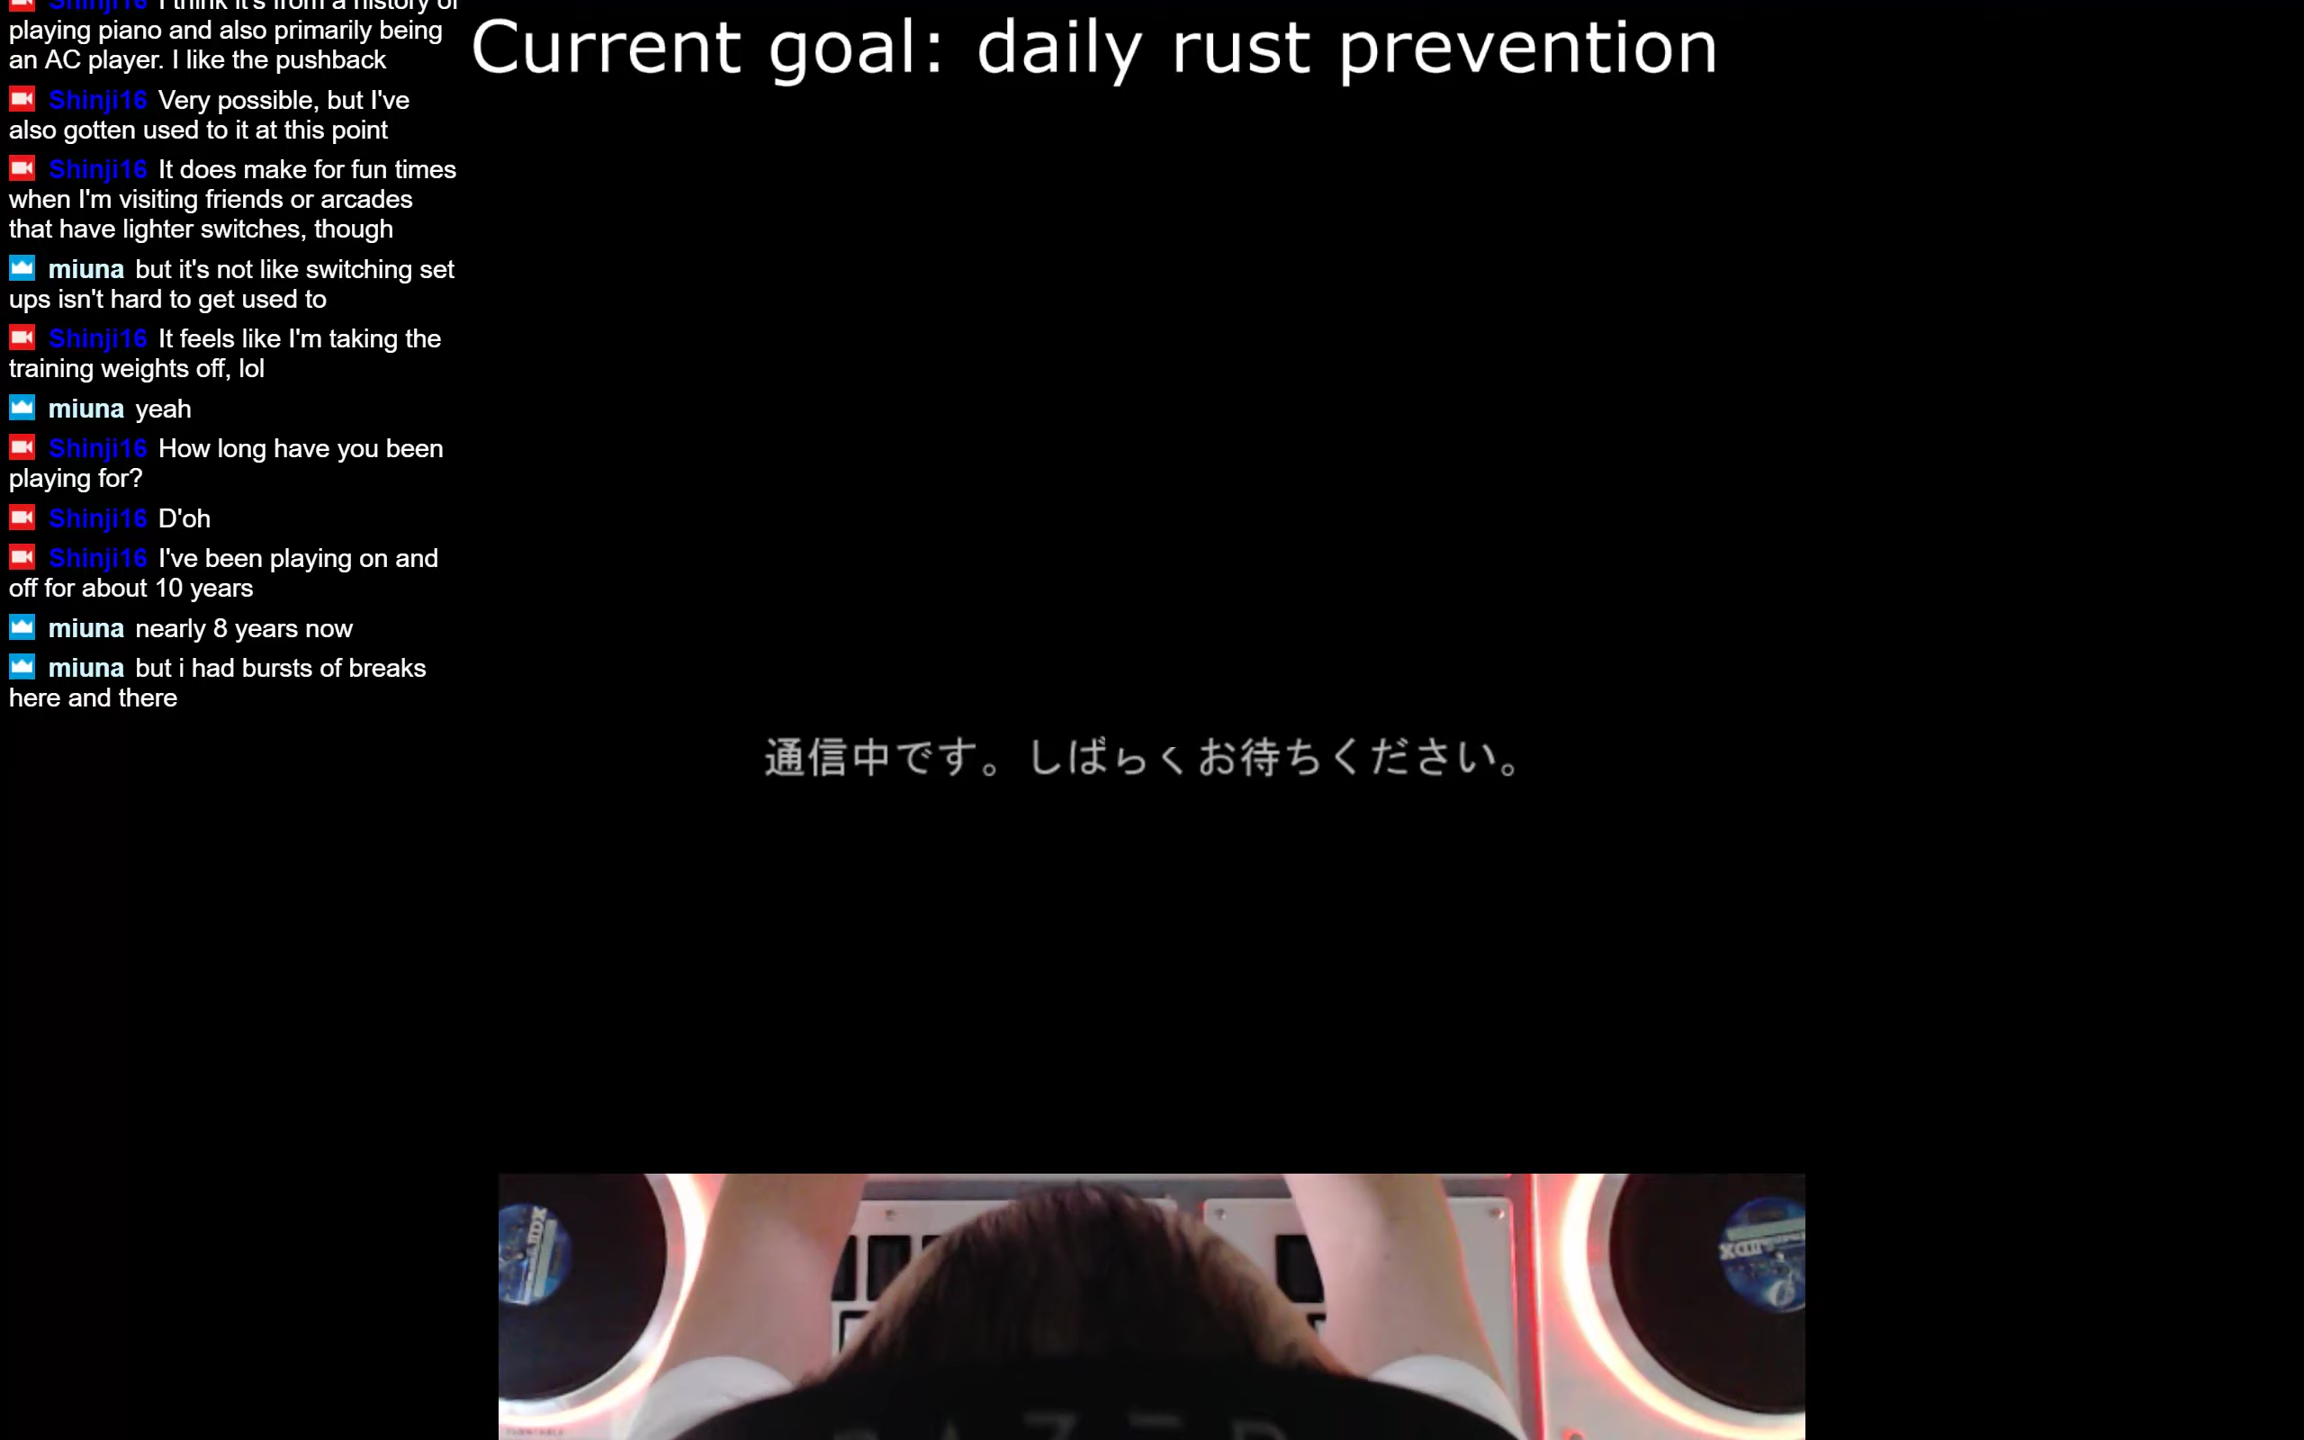 Shinji16 I think it's from a history of
playing piano and also primarily being
an AC player. I like the pushback
Shinji16 Very possible, but I've
also gotten used to it at this point
Shinji16 It does make for fun times
when I'm visiting friends or arcades
that have lighter switches, though
miuna but it's not like switching set
ups isn't hard to get used to
Shinji16 It feels like I'm taking the
training weights off, lol
miuna yeah
Shinji16 How long have you been
playing for?
Shinji16 D'oh
Shinji16 I've been playing on and
off for about 10 years
miuna nearly 8 years now
miuna but i had bursts of breaks
here and there
Current goal: daily rust prevention
通信中です。しばらくお待ちください。